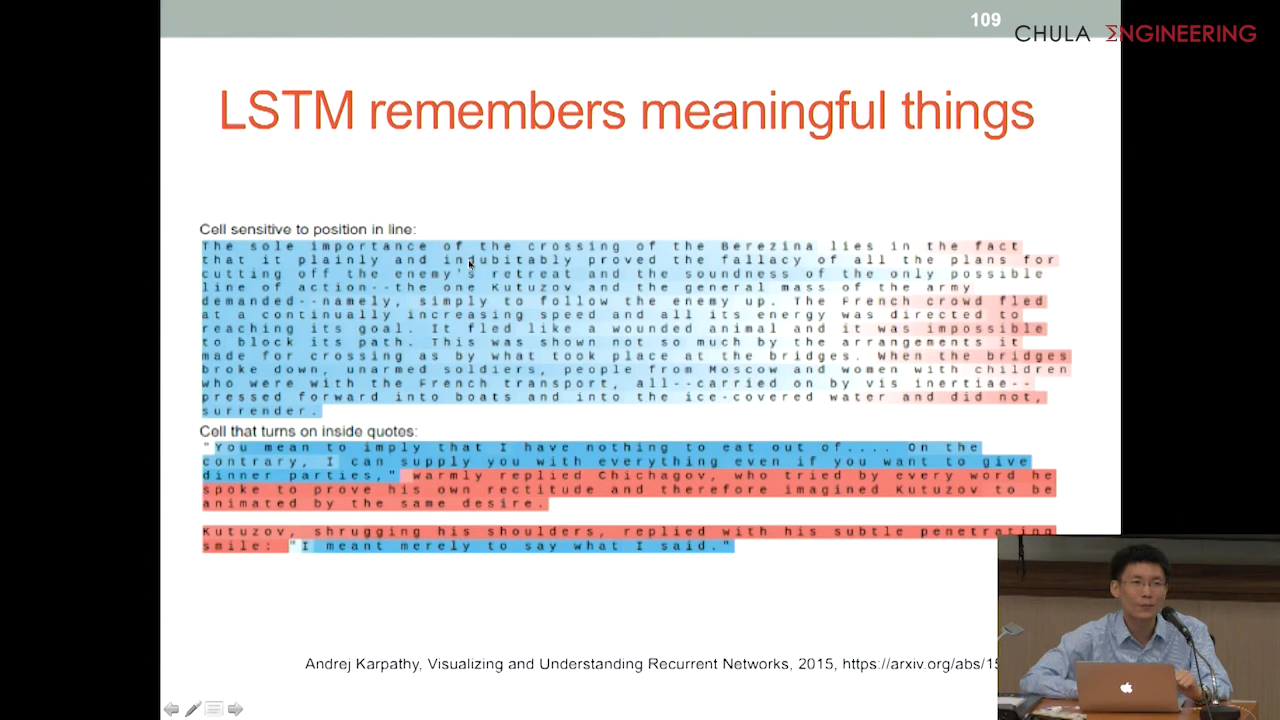 109
CHULA ΣNGINEERING
LSTM remembers meaningful things
Cell sensitive to position in line:
The sole importance of the crossing of the Berezina lies in the fact
that it plainly and indubitably proved the fallacy of all the plans for
cutting off the enemy's retreat and the soundness of the only possible
line of action--the one Kutuzov and the general mass of the army
demanded--namely, simply to follow the enemy up. The French crowd fled
at a continually increasing speed and all its energy was directed to
reaching its goal. It fled like a wounded animal and it was impossible
to block its path. This was shown not so much by the arrangements it
made for crossing as by what took place at the bridges. When the bridges
broke down, unarmed soldiers, people from Moscow and women with children
who were with the French transport, all--carried on by vis inertiae--
pressed forward into boats and into the ice-covered water and did not,
surrender.
Cell that turns on inside quotes:
"You mean to imply that I have nothing to eat out of.... On the
contrary, I can supply you with everything even if you want to give
dinner parties," warmly replied Chichagov, who tried by every word he
spoke to prove his own rectitude and therefore imagined Kutuzov to be
animated by the same desire.
Kutuzov, shrugging his shoulders, replied with his subtle penetrating
smile: "I meant merely to say what I said."
Andrej Karpathy, Visualizing and Understanding Recurrent Networks, 2015, https://arxiv.org/abs/15